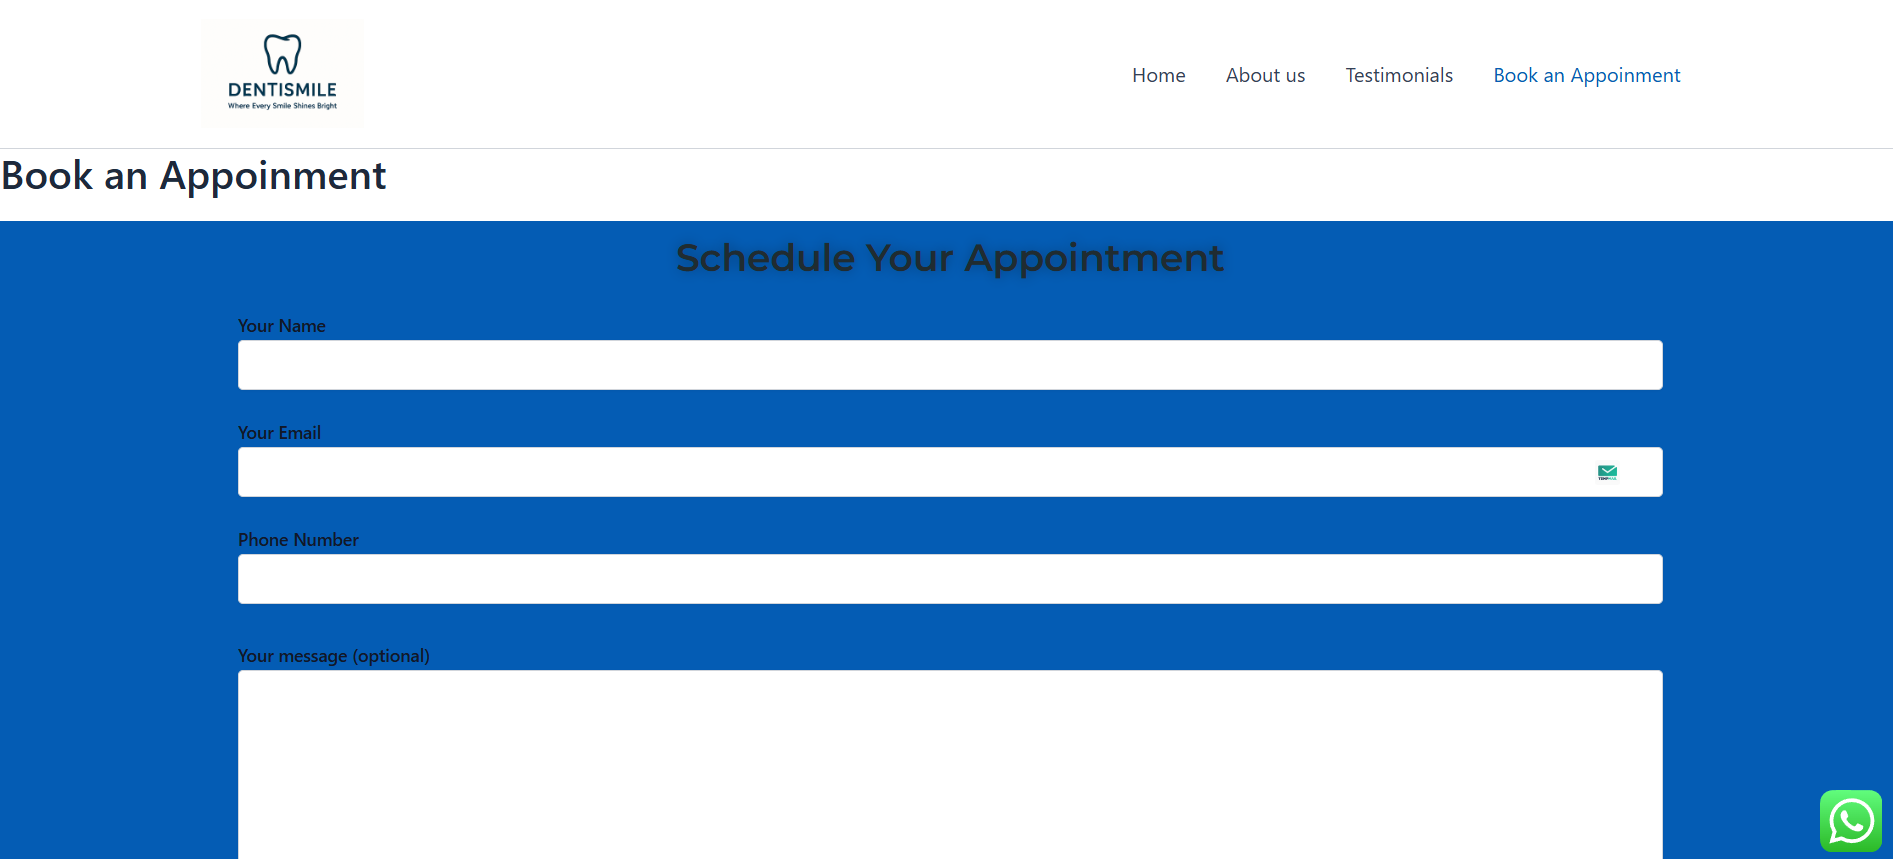 DENTISMILE
Where Every Smile Shines Bright
Home About us Testimonials Book an Appoinment
Book an Appoinment
Schedule Your Appointment
Your Name
Your Email
TEMPMAIL
Phone Number
Your message (optional)